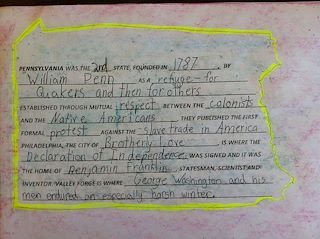 PENNSYLVANIA WAS THE 2nd STATE, FOUNDED IN 1787, BY
William Penn AS A refuge for
Quakers and then for others
ESTABLISHED THROUGH MUTUAL respect BETWEEN THE colonists
AND THE Native Americans. THEY PUBLISHED THE FIRST
FORMAL protest AGAINST THE slave trade in America
PHILADELPHIA, THE CITY OF Brotherly Love IS WHERE THE
Declaration of Independence WAS SIGNED AND IT WAS
THE HOME OF Benjamin Franklin, STATESMAN, SCIENTIST AND
INVENTOR. VALLEY FORGE IS WHERE George Washington and his
men endured an especially harsh winter.